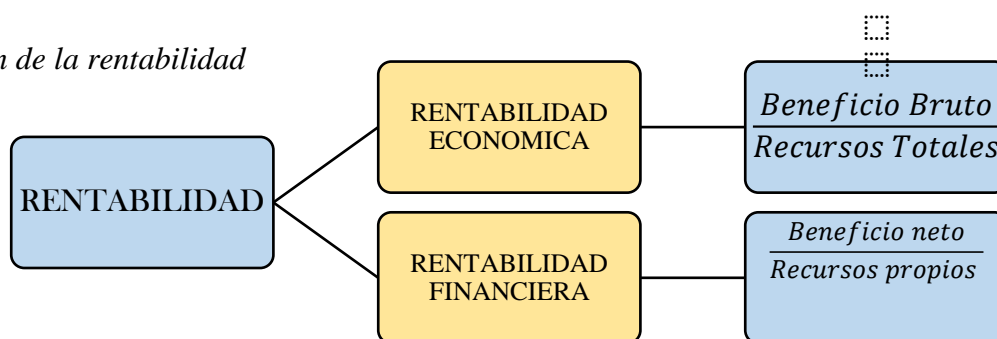 de la rentabilidad
RENTABILIDAD
RENTABILIDAD
ECONOMICA
Beneficio Bruto
Recursos Totales
RENTABILIDAD
FINANCIERA
Beneficio neto
Recursos propios